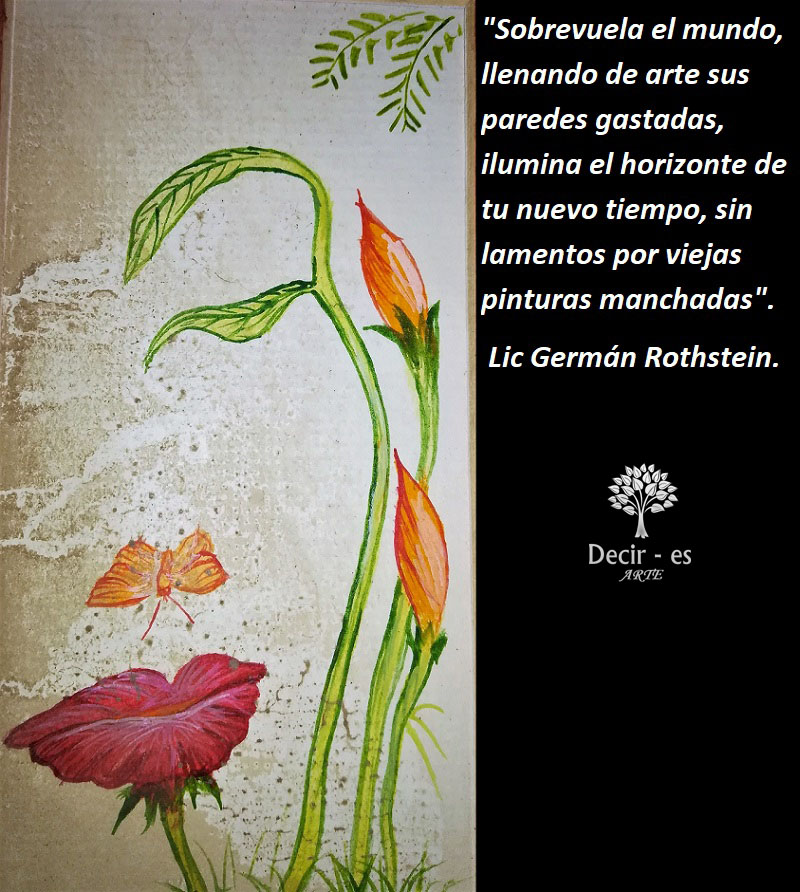 "Sobrevuela el mundo,
llenando de arte sus
paredes gastadas,
ilumina el horizonte de
tu nuevo tiempo, sin
lamentos por viejas
pinturas manchadas".
Lic Germán Rothstein.
Decir - es
ARTE